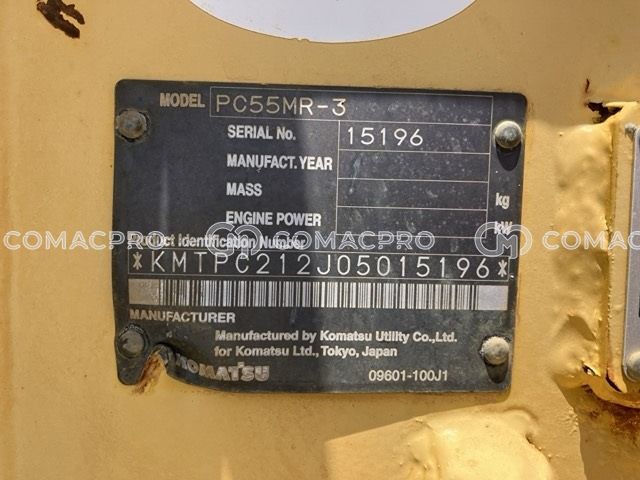 MODEL PC55MR-3
SERIAL No. 15196
MANUFACT. YEAR
MASS kg
ENGINE POWER kW
Product Identification Number
COMACPRO COMACPRO COMACPRO
*KMTPC212J05015196*
MANUFACTURER
Manufactured by Komatsu Utility Co.,Ltd.
for Komatsu Ltd., Tokyo, Japan
KOMATSU 09601-100J1